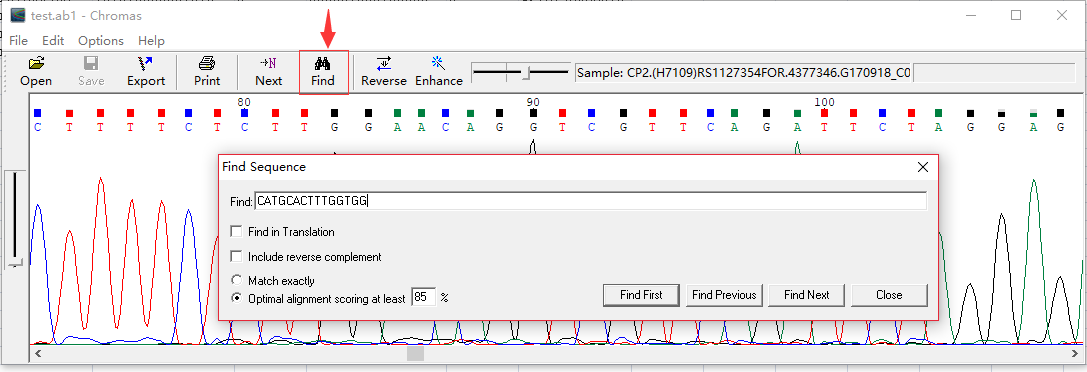 test.ab1 - Chromas
File Edit Options Help
Open Save Export Print Next Find Reverse Enhance Sample: CP2.(H7109)RS1127354FOR.4377346.G170918_C0
80 90 100
C T T T T C T C T T G G A A C A G G T C G T T C A G A T T C T A G G A G
Find Sequence
Find: CATGCACTTTGGTGG
Find in Translation
Include reverse complement
Match exactly
Optimal alignment scoring at least 85 %
Find First Find Previous Find Next Close